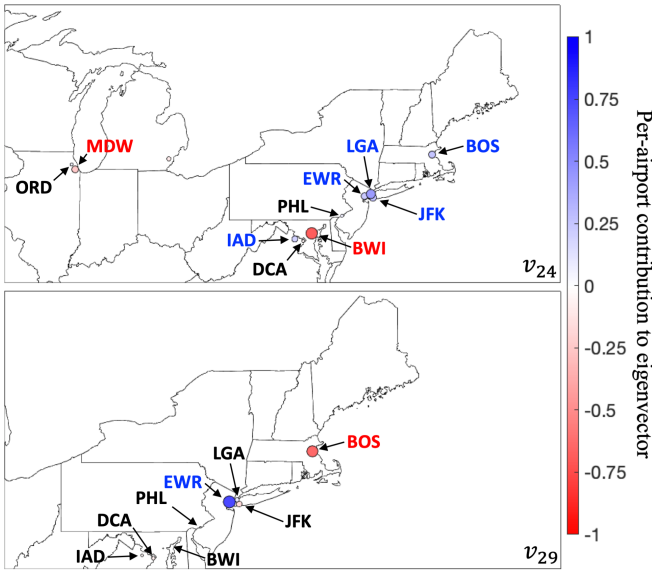 MDW
ORD
LGA
BOS
EWR
PHL
JFK
IAD
BWI
DCA
v24
LGA
BOS
EWR
PHL
JFK
DCA
IAD
BWI
v29
1
0.75
0.5
0.25
0
-0.25
-0.5
-0.75
-1
Per-airport contribution to eigenvector